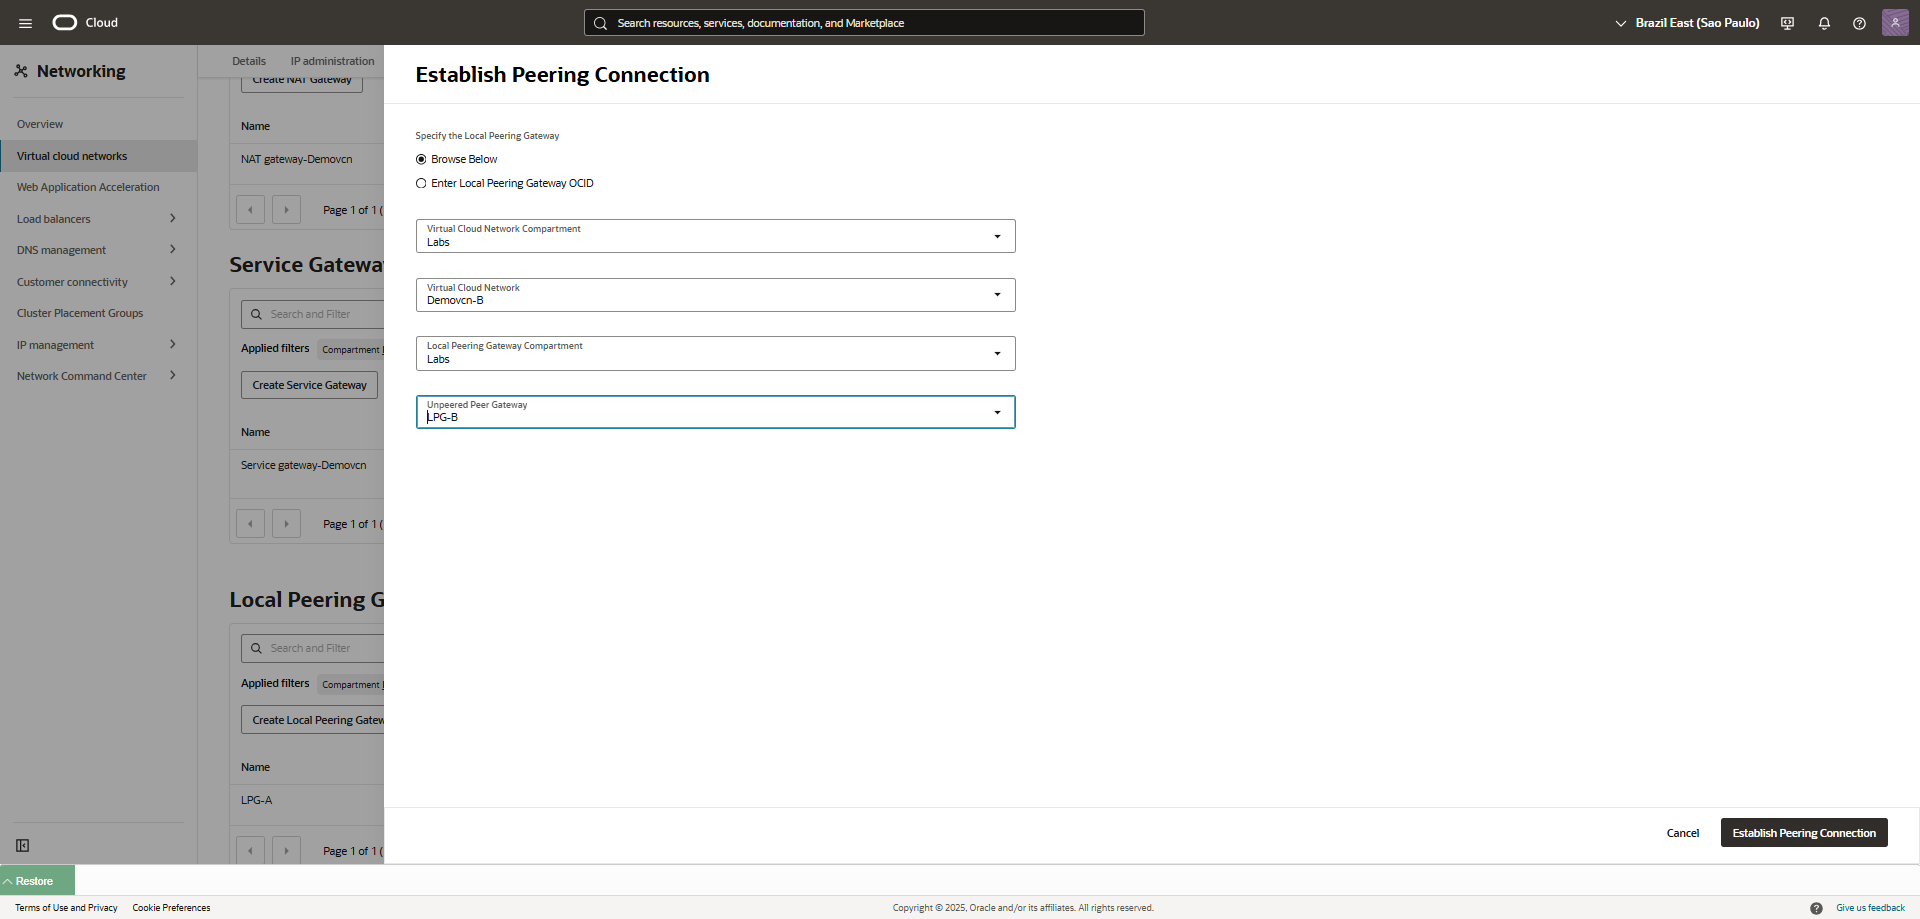 Cloud
Search resources, services, documentation, and Marketplace
Brazil East (Sao Paulo)
Networking
Overview
Virtual cloud networks
Web Application Acceleration
Load balancers
DNS management
Customer connectivity
Cluster Placement Groups
IP management
Network Command Center
Details
IP administration
Create NAT Gateway
Name
NAT gateway-Demovcn
Page 1 of 1 (
Service Gateway
Search and Filter
Applied filters
Compartment
Create Service Gateway
Name
Service gateway-Demovcn
Page 1 of 1 (
Local Peering G
Search and Filter
Applied filters
Compartment
Create Local Peering Gatew
Name
LPG-A
Page 1 of 1 (
Establish Peering Connection
Specify the Local Peering Gateway
Browse Below
Enter Local Peering Gateway OCID
Virtual Cloud Network Compartment
Labs
Virtual Cloud Network
Demovcn-B
Local Peering Gateway Compartment
Labs
Unpeered Peer Gateway
LPG-B
Cancel
Establish Peering Connection
Restore
Terms of Use and Privacy
Cookie Preferences
Copyright © 2025, Oracle and/or its affiliates. All rights reserved.
Give us feedback